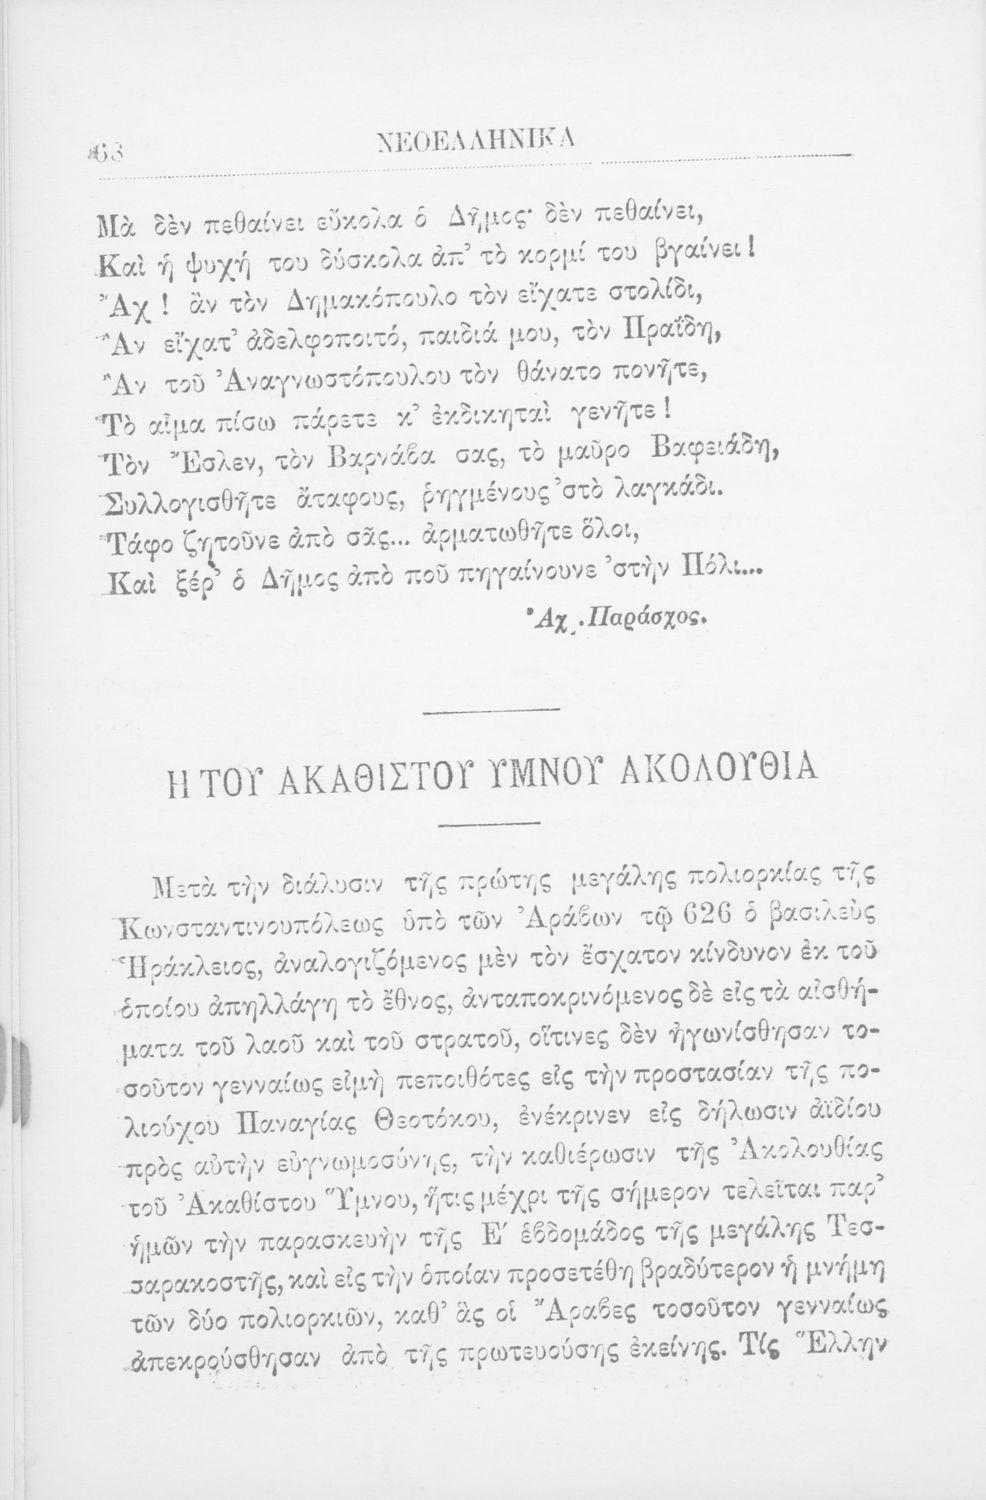 63
ΝΕΟΕΛΛΗΝΙΚΑ
Μὰ δὲν πεθαίνει εὔκολα ὁ Δῆμος· δὲν πεθαίνει,
Καὶ ἡ ψυχή του δύσκολα ἀπ' τὸ κορμί του βγαίνει!
Ἄχ! ἂν τὸν Δημακόπουλο τὸν εἴχατε στολίδι,
Ἂν εἴχατ' ἀδελφοποιτό, παιδιά μου, τὸν Πραΐδη,
Ἂν τοῦ Ἀναγνωστόπουλου τὸν θάνατο πονῆτε,
Τὸ αἷμα πίσω πάρετε κ' ἐκδικηταὶ γενῆτε!
Τὸν Ἔσλεν, τὸν Βαρνάβα σας, τὸ μαῦρο Βαφειάδη,
Συλλογισθῆτε ἄταφους, ῥηγμένους 'στὸ λαγκάδι.
Τάφο ζητοῦνε ἀπὸ σᾶς... ἀρματωθῆτε ὅλοι,
Καὶ ξέρ' ὁ Δῆμος ἀπὸ ποῦ πηγαίνουνε 'στὴν Πόλι...
Ἀχ. Παράσχος.
Η ΤΟΥ ΑΚΑΘΙΣΤΟΥ ΥΜΝΟΥ ΑΚΟΛΟΥΘΙΑ
Μετὰ τὴν διάλυσιν τῆς πρώτης μεγάλης πολιορκίας τῆς
Κωνσταντινουπόλεως ὑπὸ τῶν Ἀράβων τῷ 626 ὁ βασιλεὺς
Ἡράκλειος, ἀναλογιζόμενος μὲν τὸν ἔσχατον κίνδυνον ἐκ τοῦ
ὁποίου ἀπηλλάγη τὸ ἔθνος, ἀνταποκρινόμενος δὲ εἰς τὰ αἰσθή-
ματα τοῦ λαοῦ καὶ τοῦ στρατοῦ, οἵτινες δὲν ἠγωνίσθησαν το-
σοῦτον γενναίως εἰμὴ πεποιθότες εἰς τὴν προστασίαν τῆς πο-
λιούχου Παναγίας Θεοτόκου, ἐνέκρινεν εἰς δήλωσιν ἀϊδίου
πρὸς αὐτὴν εὐγνωμοσύνης, τὴν καθιέρωσιν τῆς Ἀκολουθίας
τοῦ Ἀκαθίστου Ὕμνου, ἥτις μέχρι τῆς σήμερον τελεῖται παρ'
ἡμῶν τὴν παρασκευὴν τῆς Ε' ἑβδομάδος τῆς μεγάλης Τεσ-
σαρακοστῆς, καὶ εἰς τὴν ὁποίαν προσετέθη βραδύτερον ἡ μνήμη
τῶν δύο πολιορκιῶν, καθ' ἃς οἱ Ἄραβες τοσοῦτον γενναίως
ἀπεκρούσθησαν ἀπὸ τῆς πρωτευούσης ἐκείνης. Τίς Ἕλλην